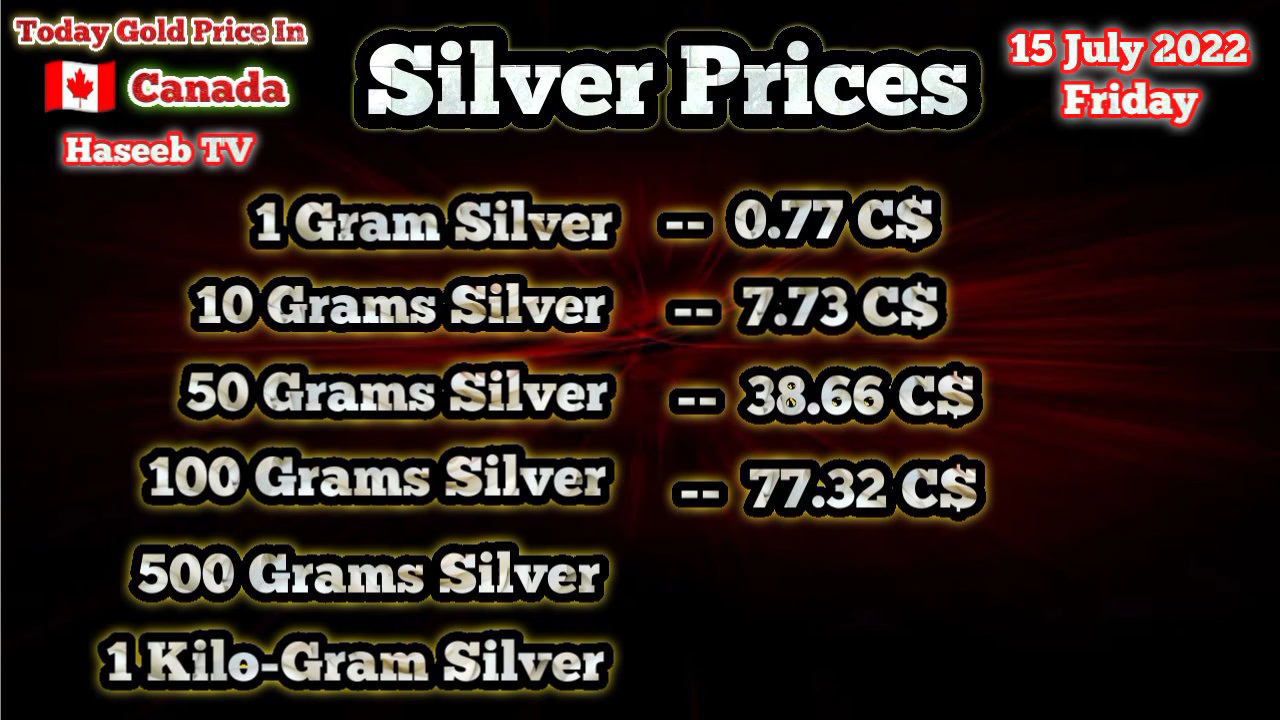 Today Gold Price In
Canada
Haseeb TV
Silver Prices
15 July 2022
Friday
1 Gram Silver -- 0.77 C$
10 Grams Silver -- 7.73 C$
50 Grams Silver -- 38.66 C$
100 Grams Silver -- 77.32 C$
500 Grams Silver
1 Kilo-Gram Silver